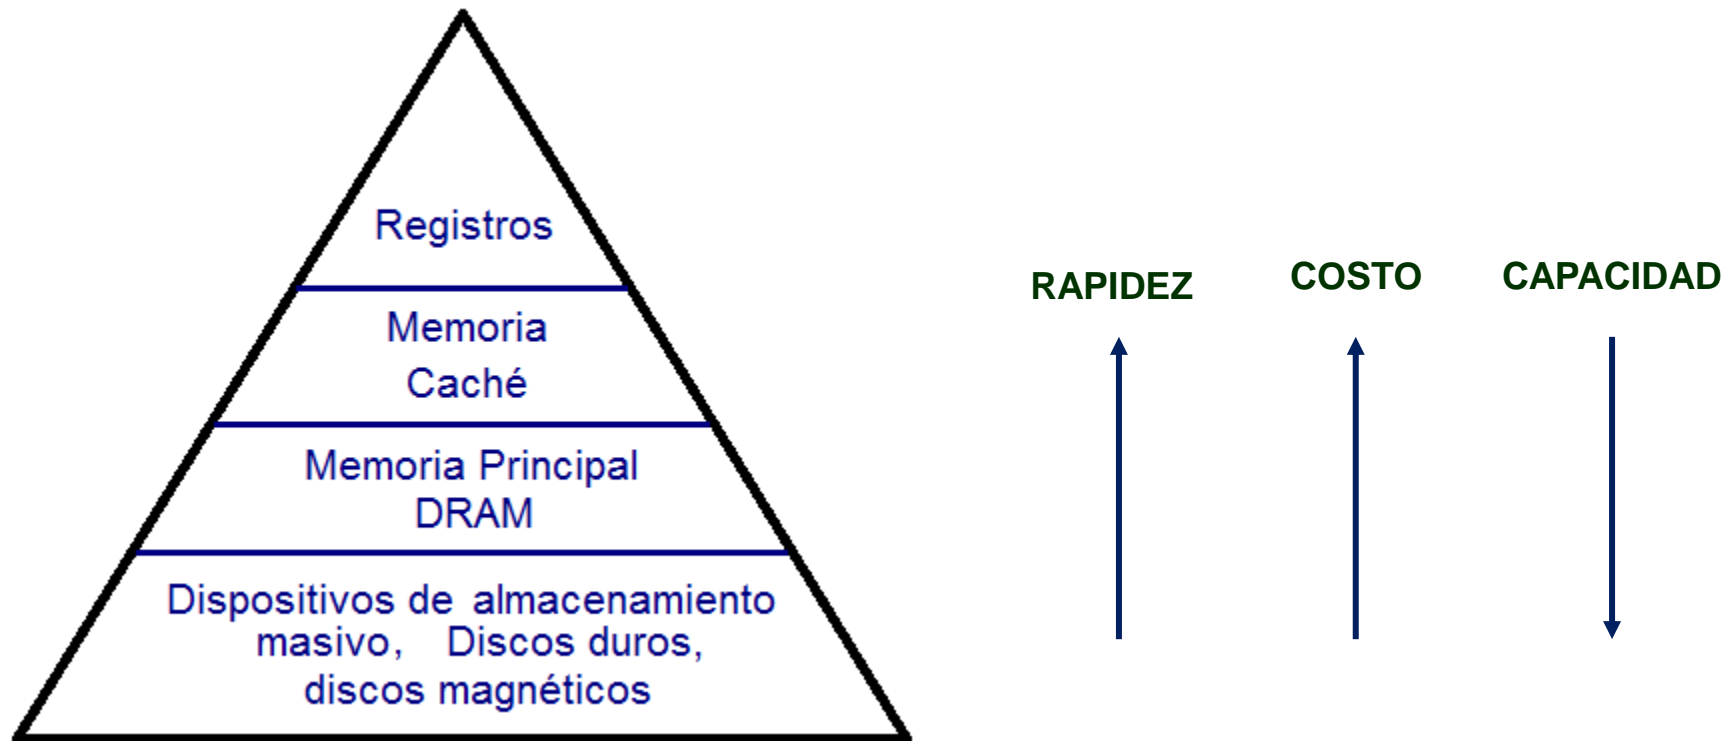 Registros
Memoria
Caché
Memoria Principal
DRAM
Dispositivos de almacenamiento
masivo, Discos duros,
discos magnéticos
RAPIDEZ
COSTO
CAPACIDAD